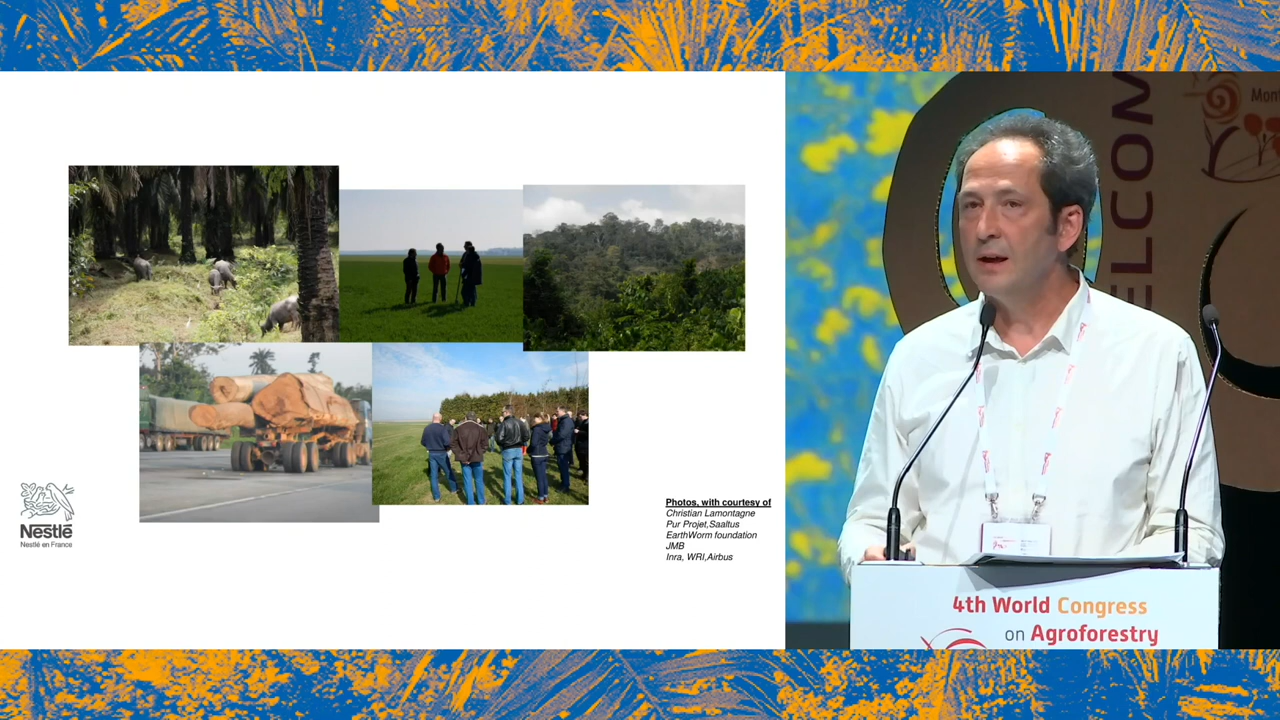 Nestlé
Nestlé en France
Photos, with courtesy of
Christian Lamontagne
Pur Projet,Saaltus
EarthWorm foundation
JMB
Inra, WRI,Airbus
ELCOM
Mont
4th World Congress
on Agroforestry